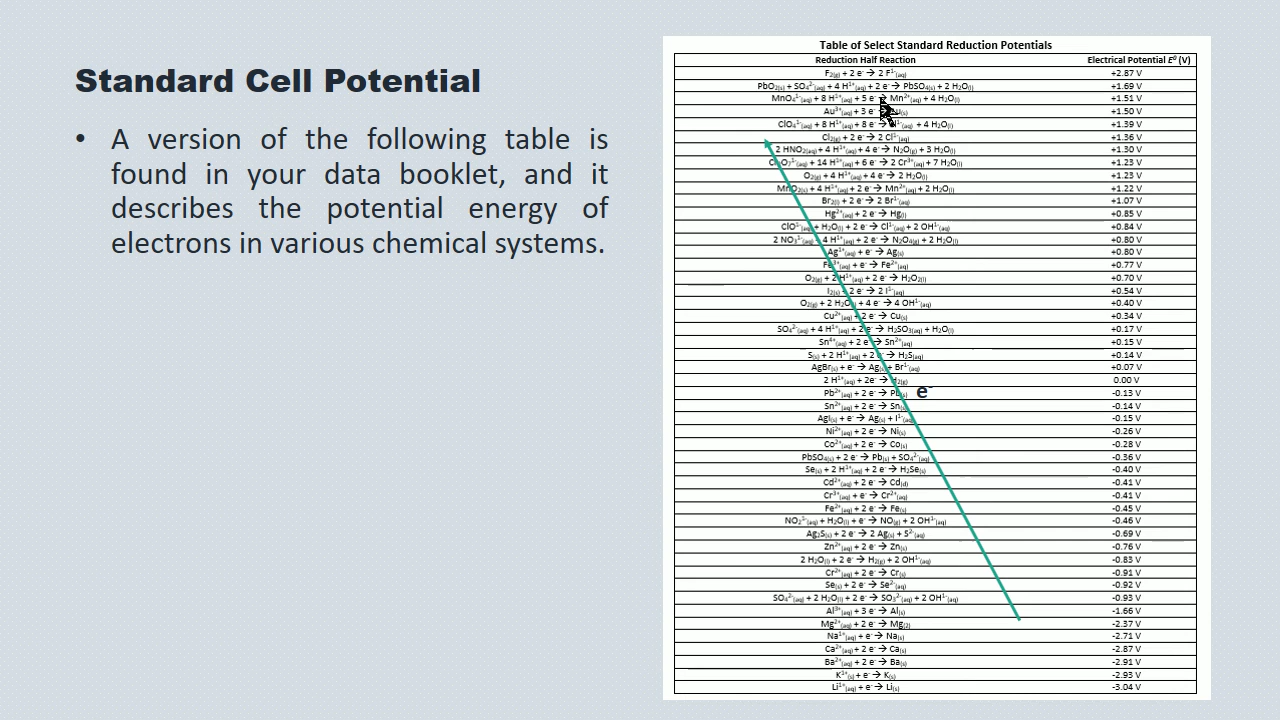 Standard Cell Potential
• A version of the following table is
found in your data booklet, and it
describes the potential energy of
electrons in various chemical systems.
Table of Select Standard Reduction Potentials
Reduction Half Reaction Electrical Potential E⁰ (V)
F₂(g) + 2 e⁻ → 2 F¹⁻(aq) +2.87 V
PbO₂(s) + SO₄²⁻(aq) + 4 H¹⁺(aq) + 2 e⁻ → PbSO₄(s) + 2 H₂O(l) +1.69 V
MnO₄¹⁻(aq) + 8 H¹⁺(aq) + 5 e⁻ → Mn²⁺(aq) + 4 H₂O(l) +1.51 V
Au³⁺(aq) + 3 e⁻ +1.50 V
ClO₄¹⁻(aq) + 8 H¹⁺(aq) + 8 e⁻ → + 4 H₂O(l) +1.39 V
Cl₂(g) + 2 e⁻ → 2 Cl¹⁻(aq) +1.36 V
2 HNO₂(aq) + 4 H¹⁺(aq) + 4 e⁻ → N₂O(g) + 3 H₂O(l) +1.30 V
+ 14 H¹⁺(aq) + 6 e⁻ → 2 Cr³⁺(aq) + 7 H₂O(l) +1.23 V
O₂(g) + 4 H¹⁺(aq) + 4 e⁻ → 2 H₂O(l) +1.23 V
MnO₂(s) + 4 H¹⁺(aq) + 2 e⁻ → Mn²⁺(aq) + 2 H₂O(l) +1.22 V
Br₂(l) + 2 e⁻ → 2 Br¹⁻(aq) +1.07 V
Hg²⁺(aq) + 2 e⁻ → Hg(l) +0.85 V
ClO¹⁻(aq) + H₂O(l) + 2 e⁻ → Cl¹⁻(aq) + 2 OH¹⁻(aq) +0.84 V
2 NO₃¹⁻(aq) + 4 H¹⁺(aq) + 2 e⁻ → N₂O₄(g) + 2 H₂O(l) +0.80 V
Ag¹⁺(aq) + e⁻ → Ag(s) +0.80 V
Fe³⁺(aq) + e⁻ → Fe²⁺(aq) +0.77 V
O₂(g) + 2 H¹⁺(aq) + 2 e⁻ → H₂O₂(l) +0.70 V
I₂(s) + 2 e⁻ → 2 I¹⁻(aq) +0.54 V
O₂(g) + 2 H₂O(l) + 4 e⁻ → 4 OH¹⁻(aq) +0.40 V
Cu²⁺(aq) + 2 e⁻ → Cu(s) +0.34 V
SO₄²⁻(aq) + 4 H¹⁺(aq) + 2 e⁻ → H₂SO₃(aq) + H₂O(l) +0.17 V
Sn⁴⁺(aq) + 2 e⁻ → Sn²⁺(aq) +0.15 V
S(s) + 2 H¹⁺(aq) + 2 e⁻ → H₂S(aq) +0.14 V
AgBr(s) + e⁻ → Ag(s) + Br¹⁻(aq) +0.07 V
2 H¹⁺(aq) + 2e⁻ → H₂(g) 0.00 V
Pb²⁺(aq) + 2 e⁻ → Pb(s) -0.13 V
e⁻
Sn²⁺(aq) + 2 e⁻ → Sn(s) -0.14 V
AgI(s) + e⁻ → Ag(s) + I¹⁻(aq) -0.15 V
Ni²⁺(aq) + 2 e⁻ → Ni(s) -0.26 V
Co²⁺(aq) + 2 e⁻ → Co(s) -0.28 V
PbSO₄(s) + 2 e⁻ → Pb(s) + SO₄²⁻(aq) -0.36 V
Se(s) + 2 H¹⁺(aq) + 2 e⁻ → H₂Se(s) -0.40 V
Cd²⁺(aq) + 2 e⁻ → Cd(d) -0.41 V
Cr³⁺(aq) + e⁻ → Cr²⁺(aq) -0.41 V
Fe²⁺(aq) + 2 e⁻ → Fe(s) -0.45 V
NO₂¹⁻(aq) + H₂O(l) + e⁻ → NO(g) + 2 OH¹⁻(aq) -0.46 V
Ag₂S(s) + 2 e⁻ → 2 Ag(s) + S²⁻(aq) -0.69 V
Zn²⁺(aq) + 2 e⁻ → Zn(s) -0.76 V
2 H₂O(l) + 2 e⁻ → H₂(g) + 2 OH¹⁻(aq) -0.83 V
Cr²⁺(aq) + 2 e⁻ → Cr(s) -0.91 V
Se(s) + 2 e⁻ → Se²⁻(aq) -0.92 V
SO₄²⁻(aq) + 2 H₂O(l) + 2 e⁻ → SO₃²⁻(aq) + 2 OH¹⁻(aq) -0.93 V
Al³⁺(aq) + 3 e⁻ → Al(s) -1.66 V
Mg²⁺(aq) + 2 e⁻ → Mg(2) -2.37 V
Na¹⁺(aq) + e⁻ → Na(s) -2.71 V
Ca²⁺(aq) + 2 e⁻ → Ca(s) -2.87 V
Ba²⁺(aq) + 2 e⁻ → Ba(s) -2.91 V
K¹⁺(s) + e⁻ → K(s) -2.93 V
Li¹⁺(aq) + e⁻ → Li(s) -3.04 V